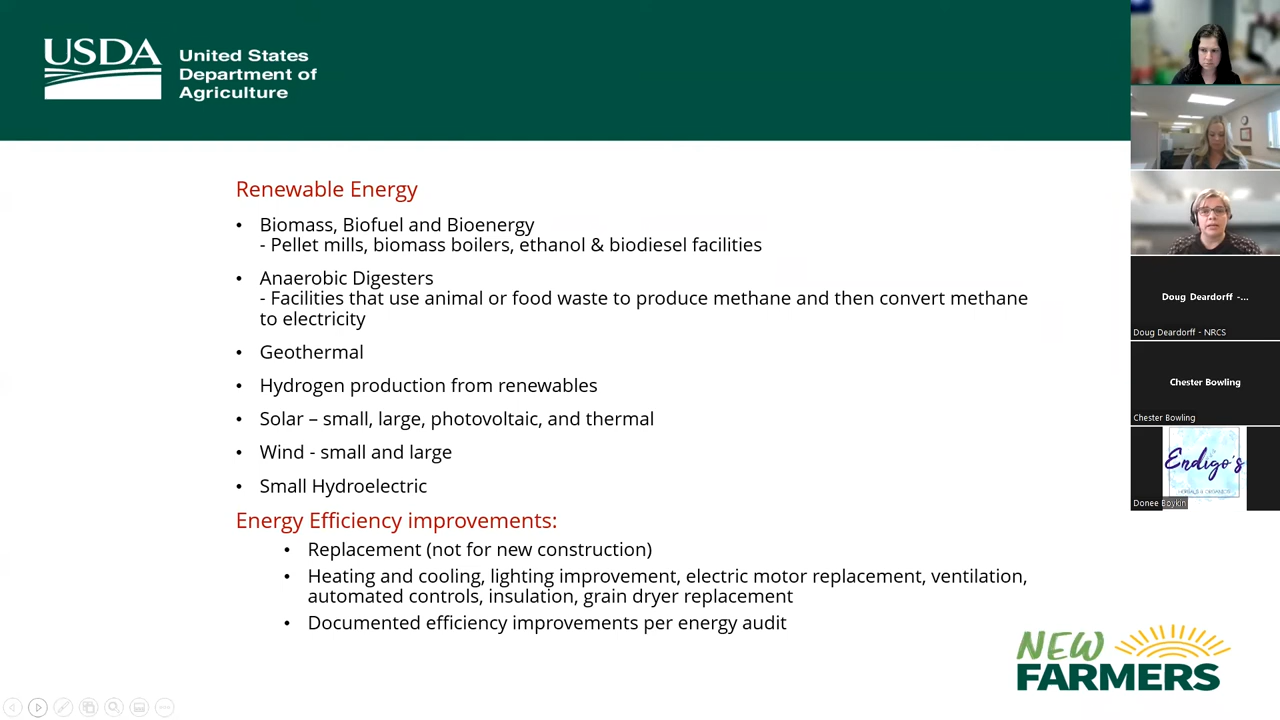 USDA
United States
Department of
Agriculture
Renewable Energy
• Biomass, Biofuel and Bioenergy
- Pellet mills, biomass boilers, ethanol & biodiesel facilities
• Anaerobic Digesters
- Facilities that use animal or food waste to produce methane and then convert methane
to electricity
• Geothermal
• Hydrogen production from renewables
• Solar – small, large, photovoltaic, and thermal
• Wind - small and large
• Small Hydroelectric
Energy Efficiency improvements:
• Replacement (not for new construction)
• Heating and cooling, lighting improvement, electric motor replacement, ventilation,
automated controls, insulation, grain dryer replacement
• Documented efficiency improvements per energy audit
NEW
FARMERS
Doug Deardorff -...
Doug Deardorff - NRCS
Chester Bowling
Chester Bowling
Endigo's
Donee Boykin